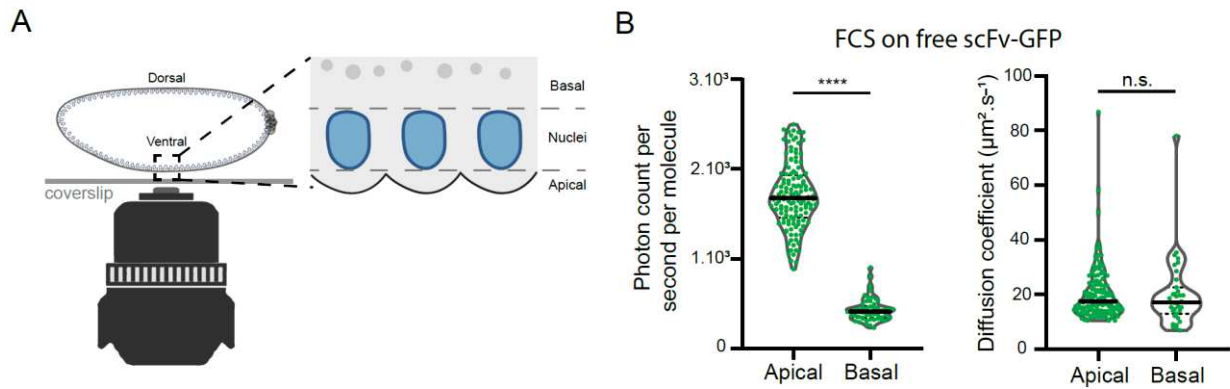 A
Dorsal
Ventral
coverslip
Basal
Nuclei
Apical
B
FCS on free scFv-GFP
Photon count per
second per molecule
3.10³
2.10³
1.10³
0
****
Apical Basal
Diffusion coefficient (µm².s⁻¹)
100
80
60
40
20
0
n.s.
Apical Basal